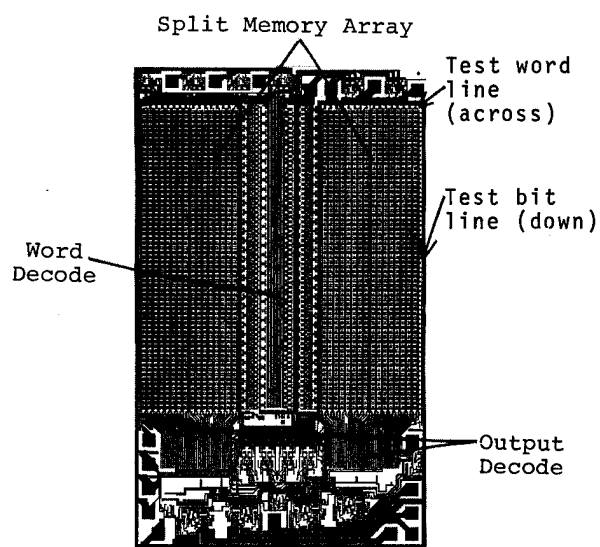 Split Memory Array
Test word
line
(across)
Test bit
line (down)
Word
Decode
Output
Decode